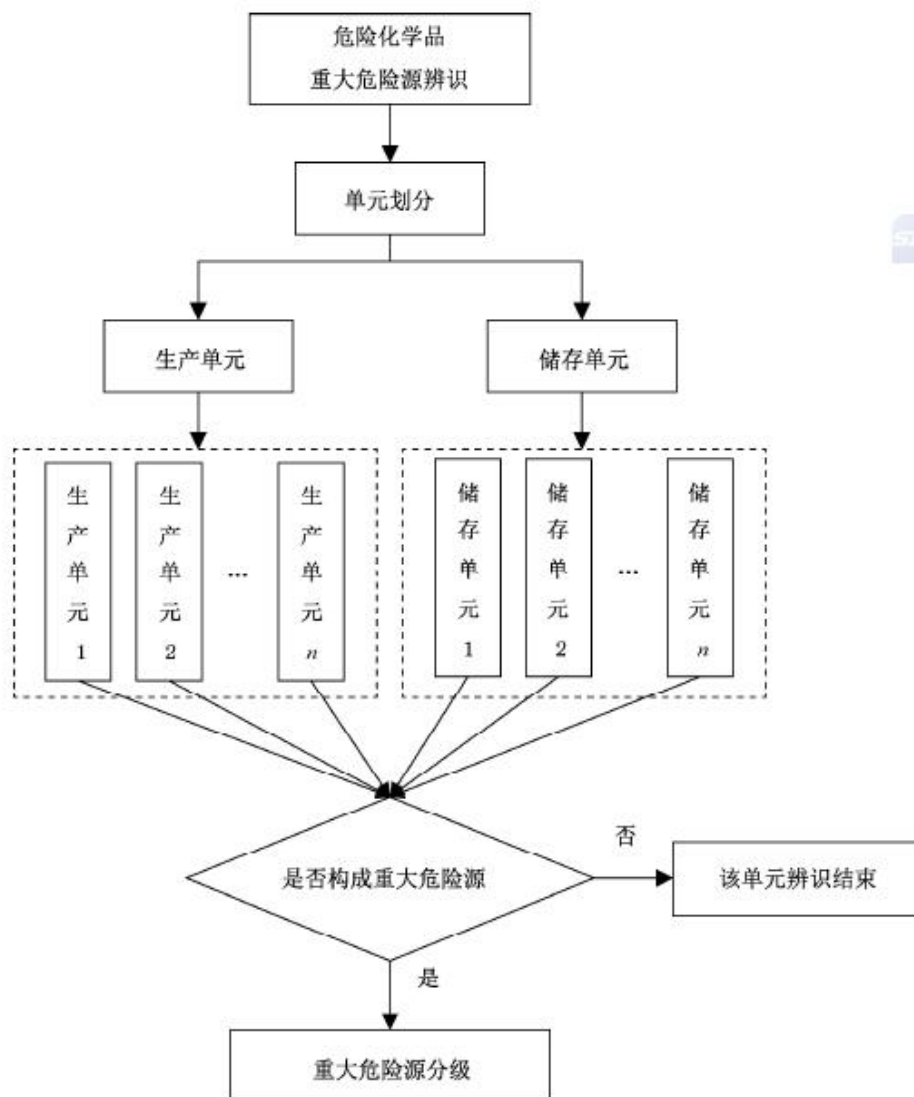 危险化学品
重大危险源辨识
单元划分
生产单元
储存单元
生产单元1
生产单元2
...
生产单元n
储存单元1
储存单元2
...
储存单元n
是否构成重大危险源
否
该单元辨识结束
是
重大危险源分级